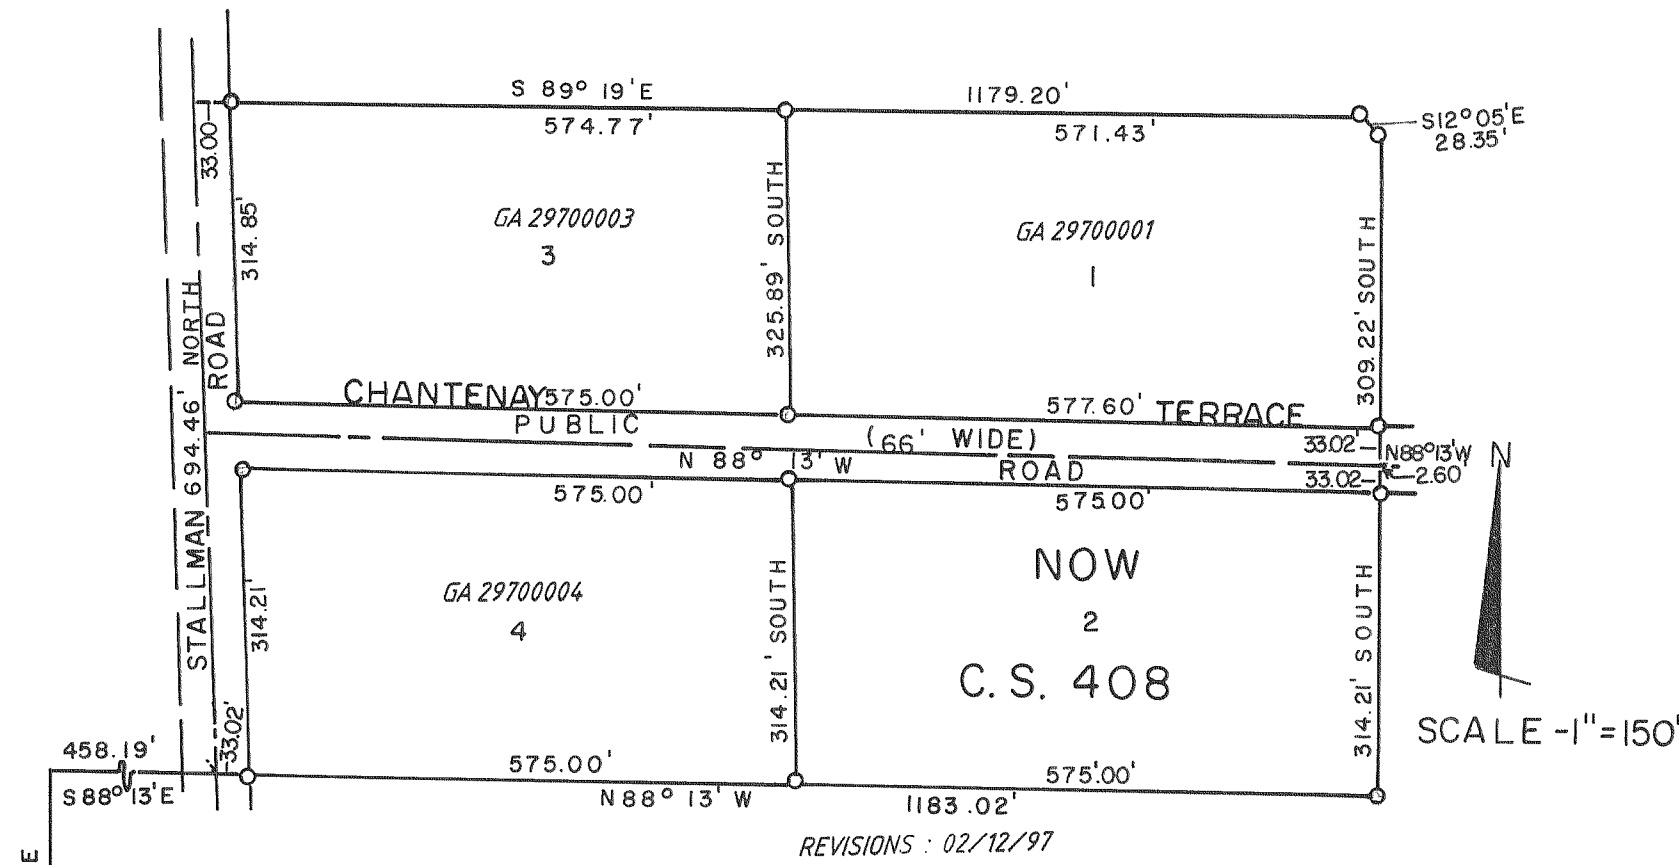 S 89° 19'E
1179.20'
574.77'
571.43'
S12°05'E
28.35'
33.00
314.85'
325.89' SOUTH
309.22' SOUTH
GA 29700003
3
GA 29700001
1
STALLMAN 694.46' NORTH
ROAD
CHANTENAY 575.00'
577.60' TERRACE
PUBLIC
(66' WIDE)
33.02'
N88°13'W
N
N 88° 13' W
ROAD
33.02
2.60
575.00'
575.00'
314.21'
314.21' SOUTH
314.21' SOUTH
GA 29700004
4
NOW
2
C. S. 408
SCALE -1"=150'
33.02'
458.19'
S88° 13'E
575.00'
575.00'
N88° 13' W
1183.02'
REVISIONS : 02/12/97
E